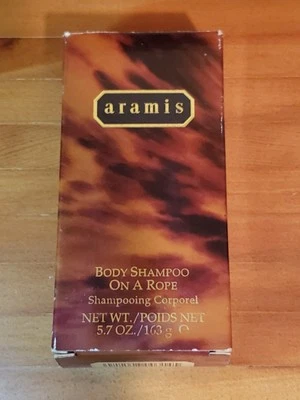 aramis
BODY SHAMPOO
ON A ROPE
Shampooing Corporel
NET WT./POIDS NET
5.7 OZ./163 g ℮